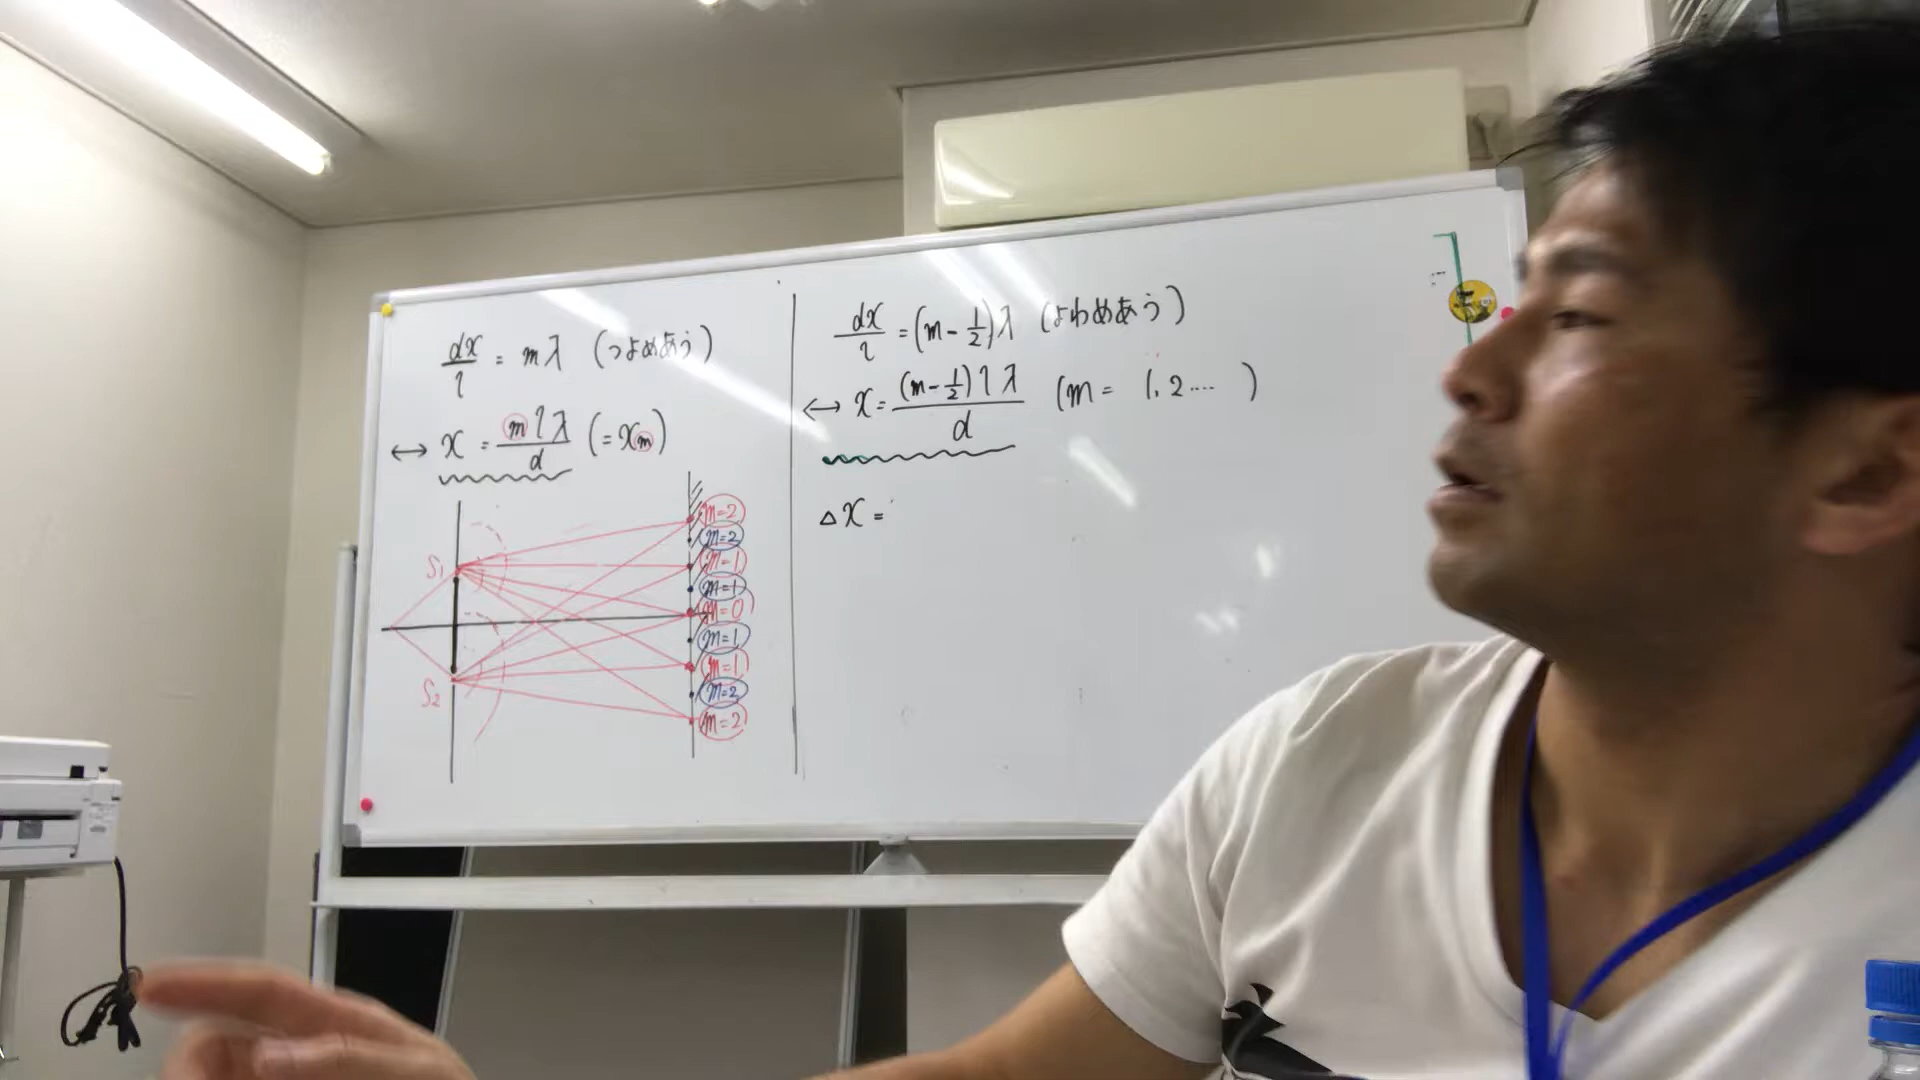 dx/l = mλ (つよめあう)
↔ x = mlλ/d (= xm)
S1
S2
m=2
m=2
m=1
m=1
m=0
m=1
m=1
m=2
m=2
dx/l = (m - 1/2)λ (よわめあう)
↔ x = (m - 1/2)lλ/d (m = 1, 2 ‥‥ )
△x =